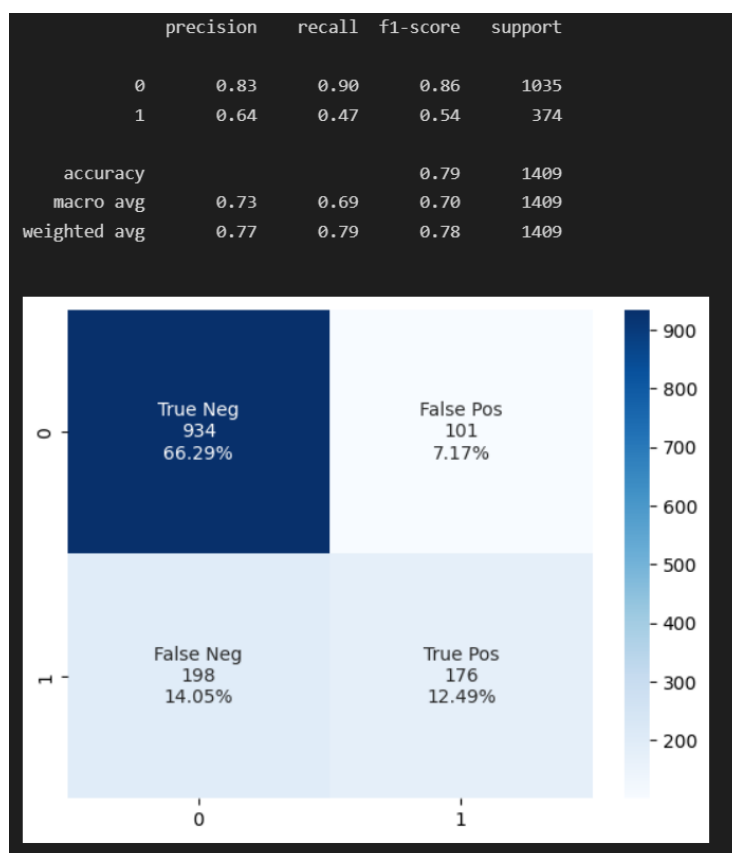 precision recall f1-score support
0 0.83 0.90 0.86 1035
1 0.64 0.47 0.54 374
accuracy 0.79 1409
macro avg 0.73 0.69 0.70 1409
weighted avg 0.77 0.79 0.78 1409
0
True Neg
934
66.29%
False Pos
101
7.17%
1
False Neg
198
14.05%
True Pos
176
12.49%
0
1
900
800
700
600
500
400
300
200